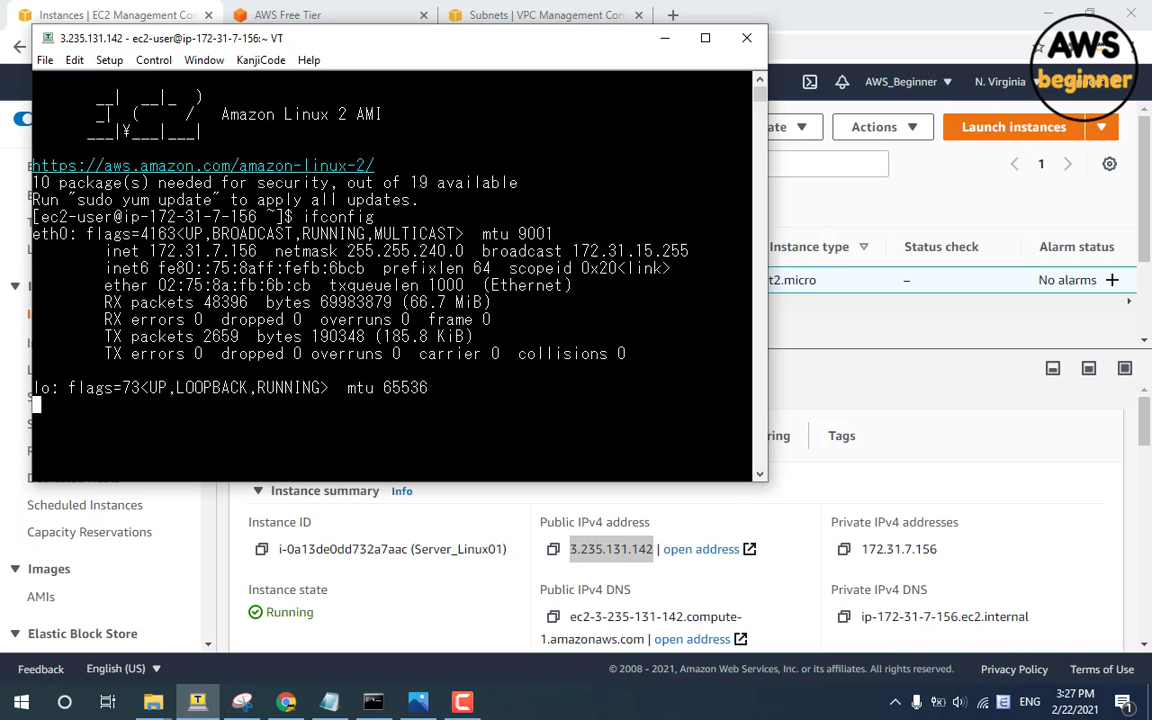 Instances | EC2 Management Con
AWS Free Tier
Subnets | VPC Management Con
3.235.131.142 - ec2-user@ip-172-31-7-156:~ VT
File Edit Setup Control Window KanjiCode Help
AWS
beginner
AWS_Beginner
N. Virginia
Amazon Linux 2 AMI
https://aws.amazon.com/amazon-linux-2/
10 package(s) needed for security, out of 19 available
Run "sudo yum update" to apply all updates.
[ec2-user@ip-172-31-7-156 ~]$ ifconfig
eth0: flags=4163<UP,BROADCAST,RUNNING,MULTICAST> mtu 9001
inet 172.31.7.156 netmask 255.255.240.0 broadcast 172.31.15.255
inet6 fe80::75:8aff:fefb:6bcb prefixlen 64 scopeid 0x20<link>
ether 02:75:8a:fb:6b:cb txqueuelen 1000 (Ethernet)
RX packets 48396 bytes 69983879 (66.7 MiB)
RX errors 0 dropped 0 overruns 0 frame 0
TX packets 2659 bytes 190348 (185.8 KiB)
TX errors 0 dropped 0 overruns 0 carrier 0 collisions 0
lo: flags=73<UP,LOOPBACK,RUNNING> mtu 65536
ate
Actions
Launch instances
1
nstance type
Status check
Alarm status
t2.micro
–
No alarms +
ring
Tags
Scheduled Instances
Capacity Reservations
Images
AMIs
Elastic Block Store
Instance summary Info
Instance ID
i-0a13de0dd732a7aac (Server_Linux01)
Instance state
Running
Public IPv4 address
3.235.131.142 | open address
Public IPv4 DNS
ec2-3-235-131-142.compute-
1.amazonaws.com | open address
Private IPv4 addresses
172.31.7.156
Private IPv4 DNS
ip-172-31-7-156.ec2.internal
Feedback
English (US)
© 2008 - 2021, Amazon Web Services, Inc. or its affiliates. All rights reserved.
Privacy Policy
Terms of Use
ENG
3:27 PM
2/22/2021